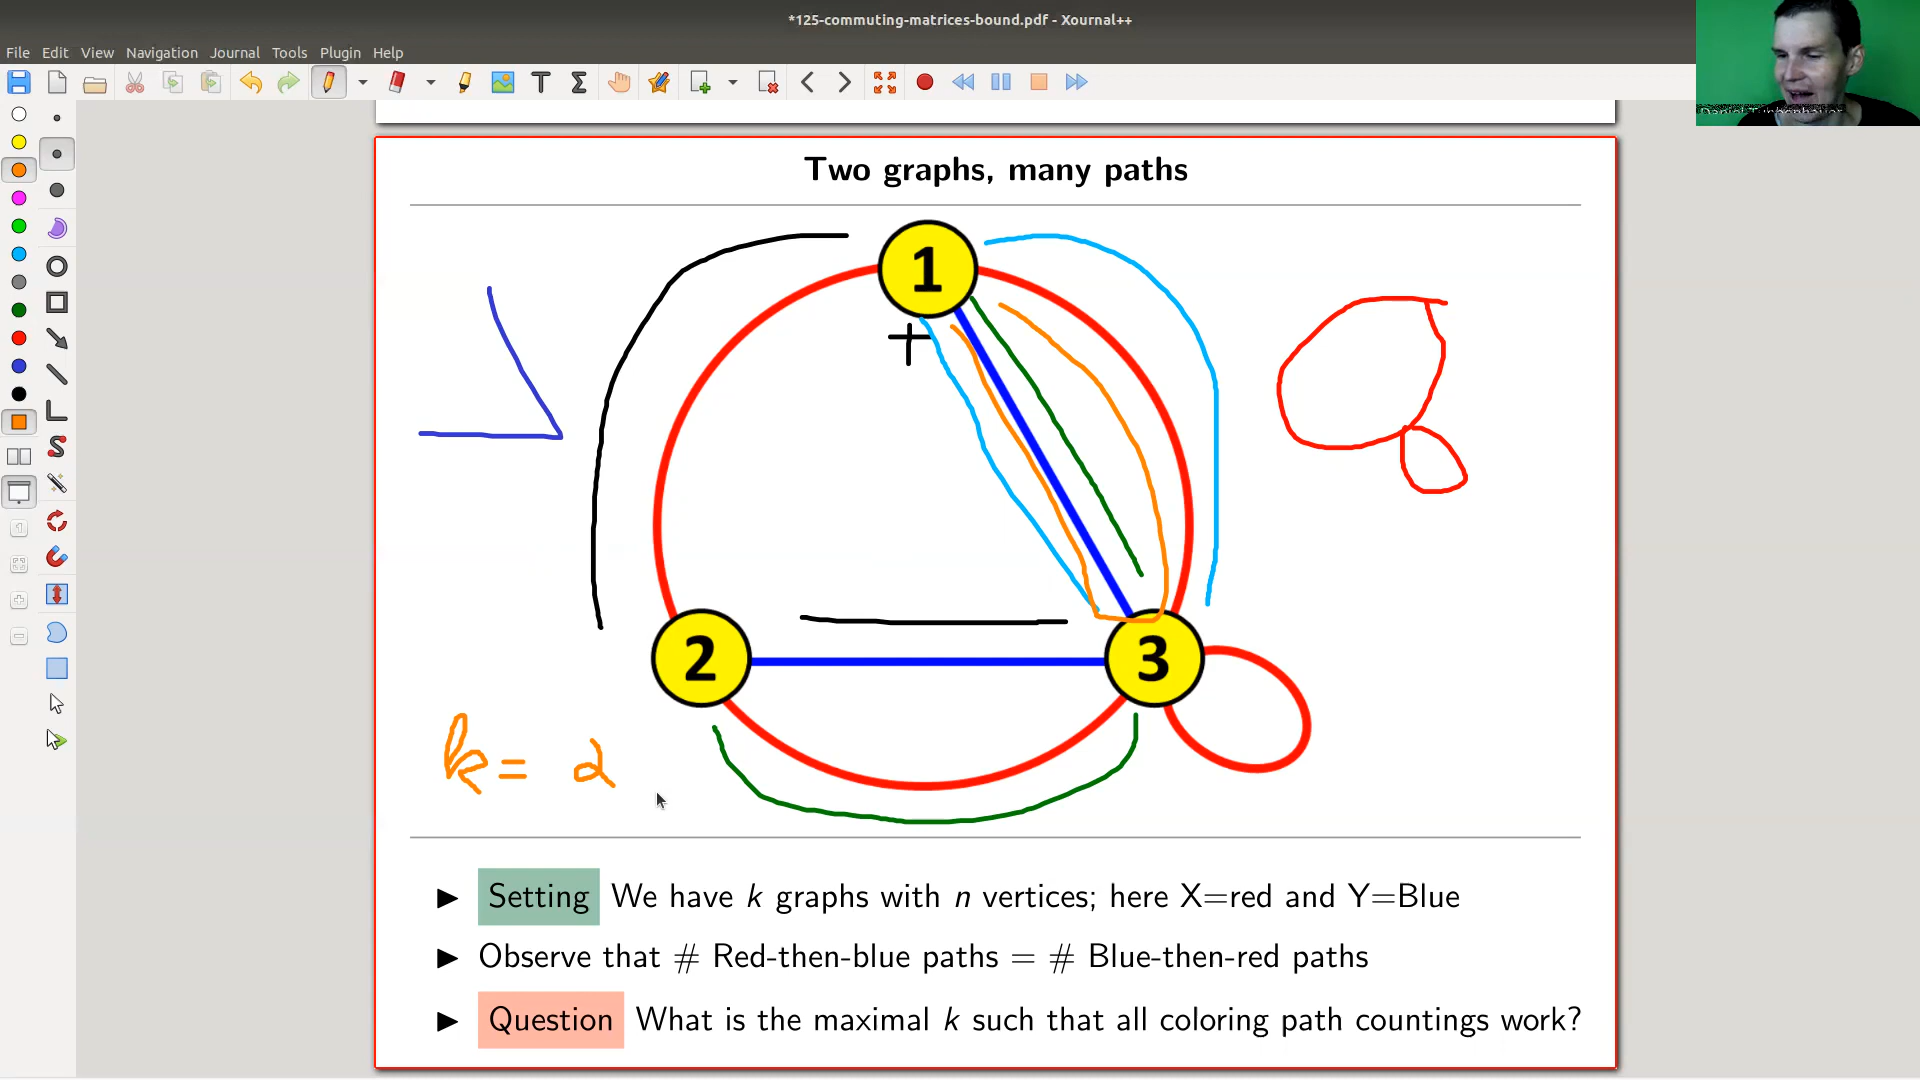 *125-commuting-matrices-bound.pdf - Xournal++
File Edit View Navigation Journal Tools Plugin Help
Two graphs, many paths
1
+
2
3
k = 2
► Setting We have k graphs with n vertices; here X=red and Y=Blue
► Observe that # Red-then-blue paths = # Blue-then-red paths
► Question What is the maximal k such that all coloring path countings work?